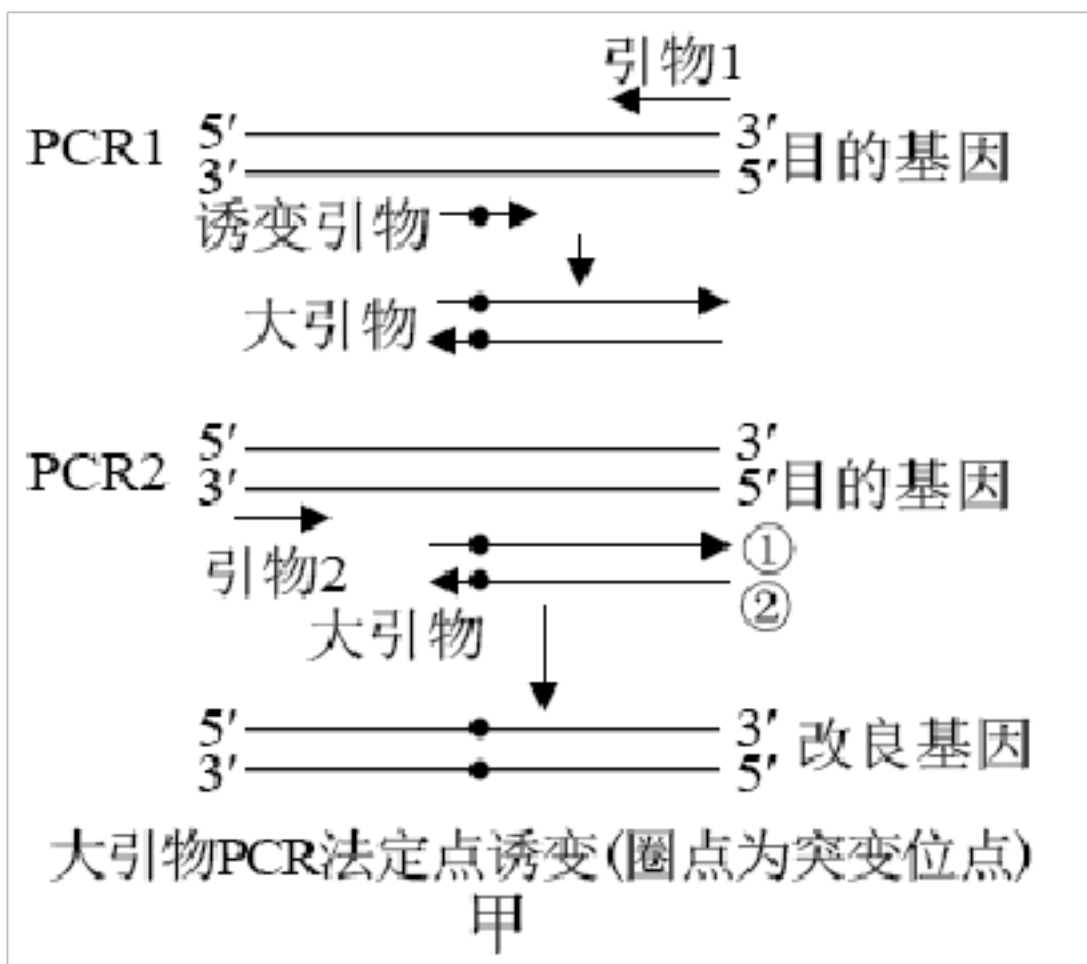 引物1
PCR1 5′ 3′ 目的基因
3′ 5′
诱变引物
大引物
PCR2 5′ 3′ 目的基因
3′ 5′
引物2 ①
大引物 ②
5′ 3′ 改良基因
3′ 5′
大引物PCR法定点诱变(圈点为突变位点)
甲